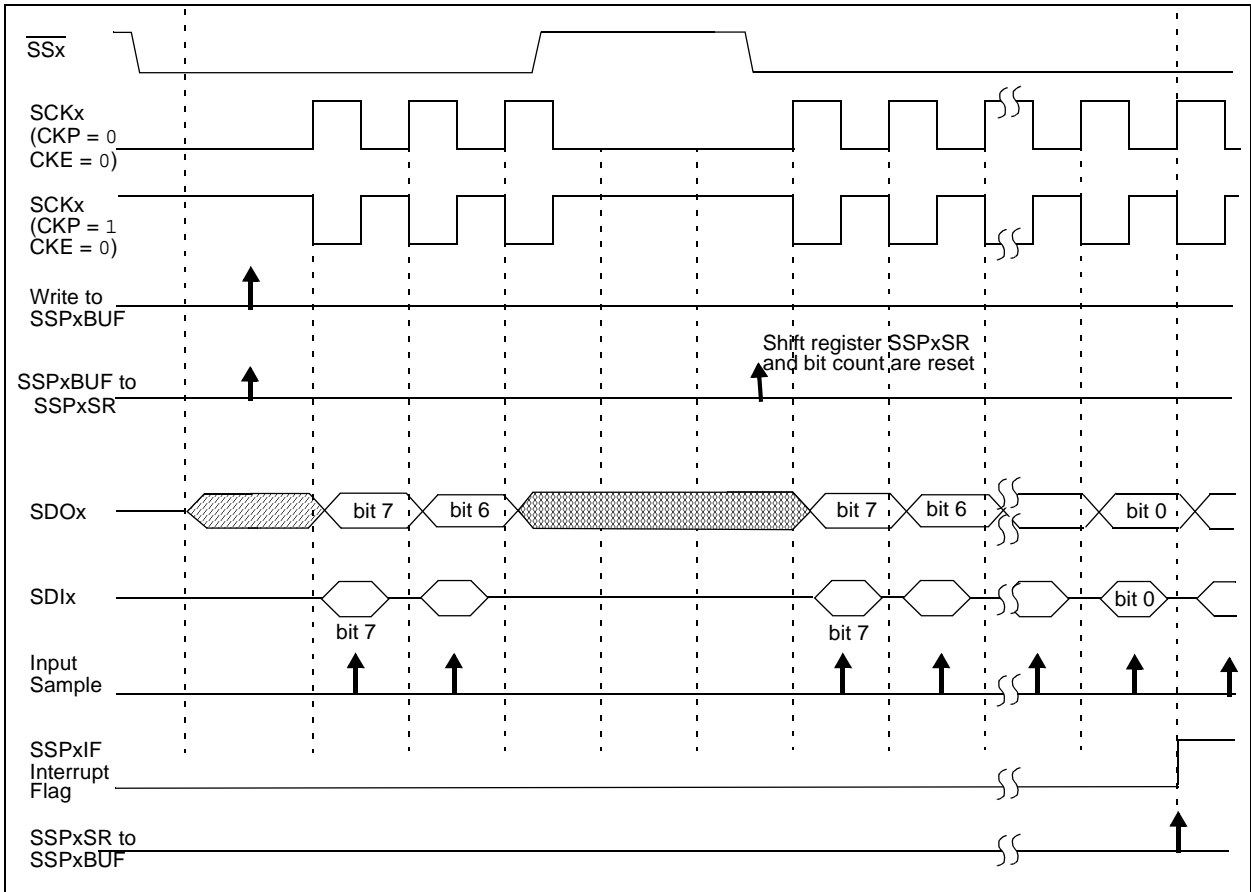 SSx
SCKx
(CKP = 0
CKE = 0)
SCKx
(CKP = 1
CKE = 0)
Write to
SSPxBUF
Shift register SSPxSR
and bit count are reset
SSPxBUF to
SSPxSR
SDOx
bit 7
bit 6
bit 7
bit 6
bit 0
SDIx
bit 0
bit 7
bit 7
Input
Sample
SSPxIF
Interrupt
Flag
SSPxSR to
SSPxBUF